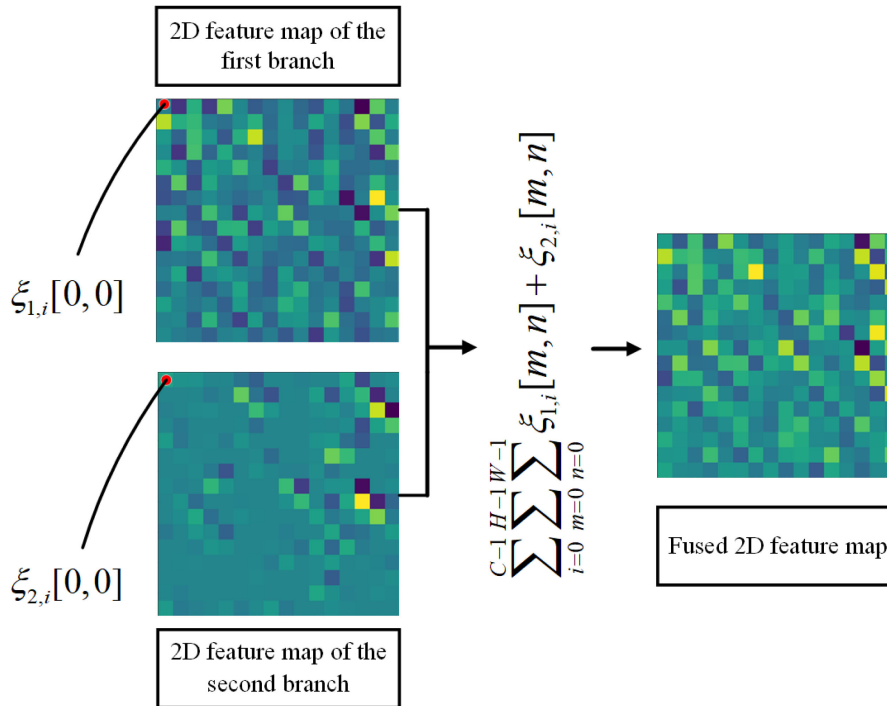 2D feature map of the
first branch
ξ₁,ᵢ[0,0]
ξ₂,ᵢ[0,0]
2D feature map of the
second branch
∑_{i=0}^{C−1} ∑_{m=0}^{H−1} ∑_{n=0}^{W−1} ξ₁,ᵢ[m,n] + ξ₂,ᵢ[m,n]
Fused 2D feature map